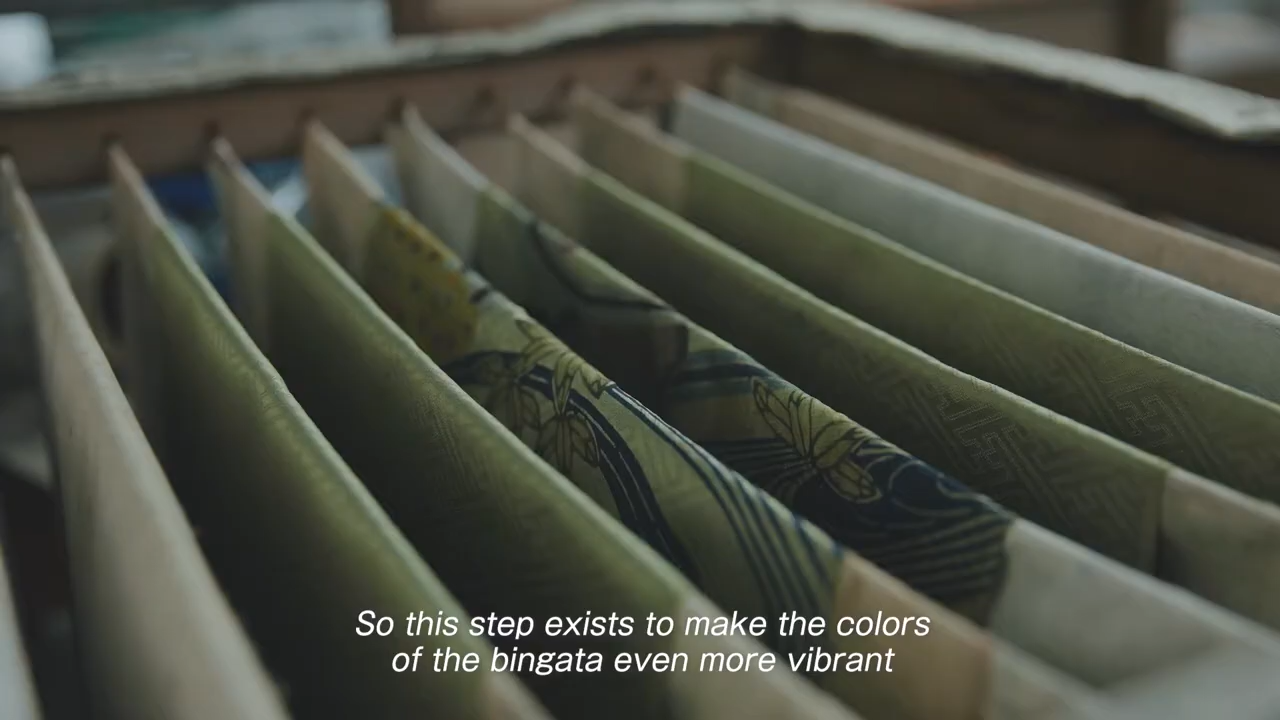 So this step exists to make the colors
of the bingata even more vibrant